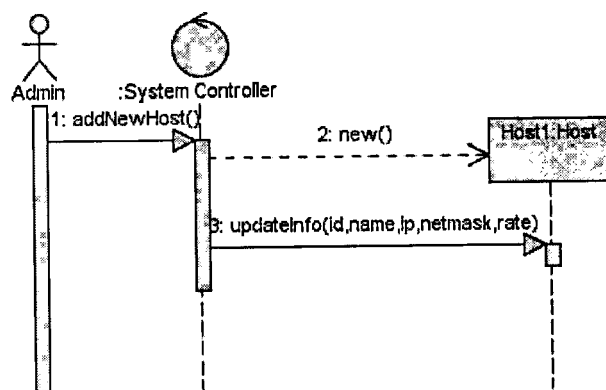 Admin
:System Controller
1: addNewHost()
2: new()
Host1:Host
3: updateInfo(id,name,ip,netmask,rate)